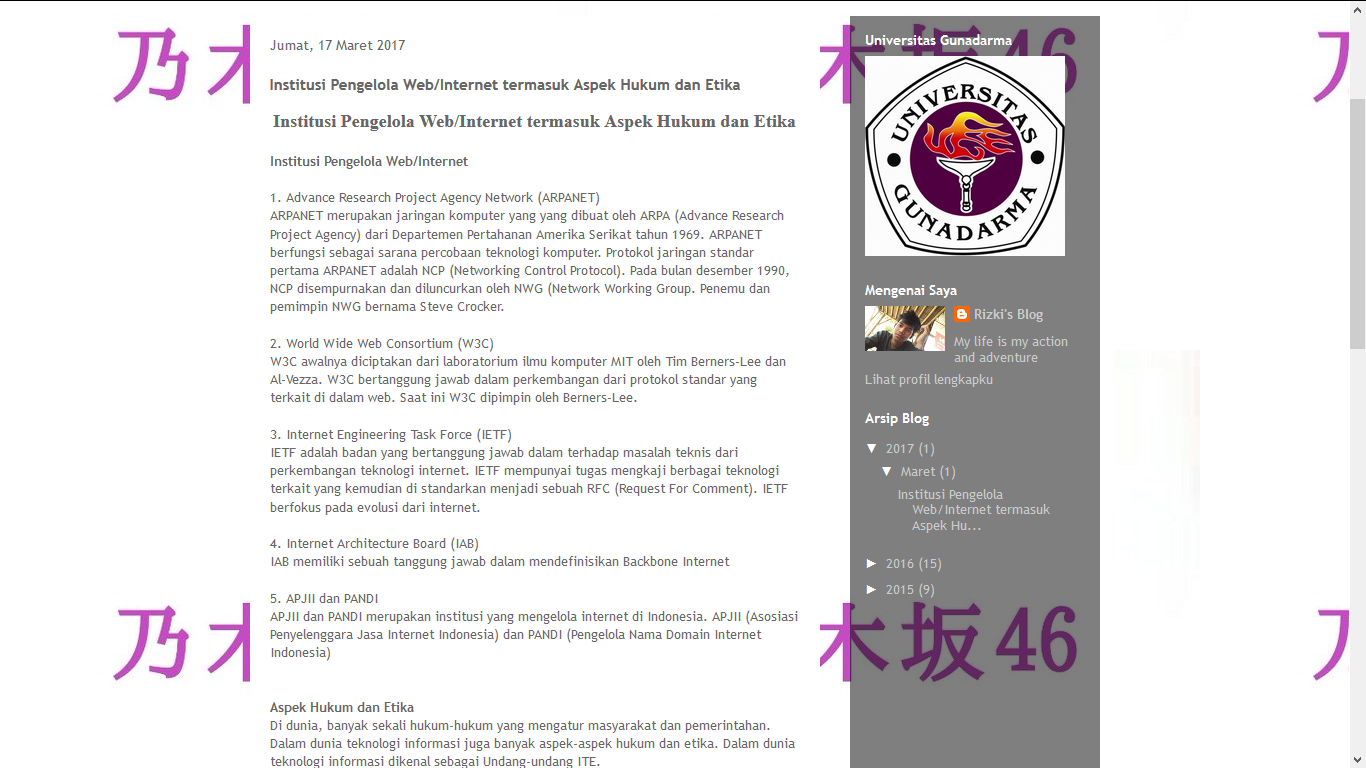 乃木
Jumat, 17 Maret 2017
Institusi Pengelola Web/Internet termasuk Aspek Hukum dan Etika
Institusi Pengelola Web/Internet termasuk Aspek Hukum dan Etika
Institusi Pengelola Web/Internet
1. Advance Research Project Agency Network (ARPANET)
ARPANET merupakan jaringan komputer yang yang dibuat oleh ARPA (Advance Research
Project Agency) dari Departemen Pertahanan Amerika Serikat tahun 1969. ARPANET
berfungsi sebagai sarana percobaan teknologi komputer. Protokol jaringan standar
pertama ARPANET adalah NCP (Networking Control Protocol). Pada bulan desember 1990,
NCP disempurnakan dan diluncurkan oleh NWG (Network Working Group. Penemu dan
pemimpin NWG bernama Steve Crocker.
2. World Wide Web Consortium (W3C)
W3C awalnya diciptakan dari laboratorium ilmu komputer MIT oleh Tim Berners-Lee dan
Al-Vezza. W3C bertanggung jawab dalam perkembangan dari protokol standar yang
terkait di dalam web. Saat ini W3C dipimpin oleh Berners-Lee.
3. Internet Engineering Task Force (IETF)
IETF adalah badan yang bertanggung jawab dalam terhadap masalah teknis dari
perkembangan teknologi internet. IETF mempunyai tugas mengkaji berbagai teknologi
terkait yang kemudian di standarkan menjadi sebuah RFC (Request For Comment). IETF
berfokus pada evolusi dari internet.
4. Internet Architecture Board (IAB)
IAB memiliki sebuah tanggung jawab dalam mendefinisikan Backbone Internet
5. APJII dan PANDI
APJII dan PANDI merupakan institusi yang mengelola internet di Indonesia. APJII (Asosiasi
Penyelenggara Jasa Internet Indonesia) dan PANDI (Pengelola Nama Domain Internet
Indonesia)
乃木坂46
Aspek Hukum dan Etika
Di dunia, banyak sekali hukum-hukum yang mengatur masyarakat dan pemerintahan.
Dalam dunia teknologi informasi juga banyak aspek-aspek hukum dan etika. Dalam dunia
teknologi informasi dikenal sebagai Undang-undang ITE.
Universitas Gunadarma
46
UNIVERSITAS
GUNADARMA
Mengenai Saya
Rizki's Blog
My life is my action
and adventure
Lihat profil lengkapku
Arsip Blog
▼ 2017 (1)
▼ Maret (1)
Institusi Pengelola
Web/Internet termasuk
Aspek Hu...
► 2016 (15)
► 2015 (9)